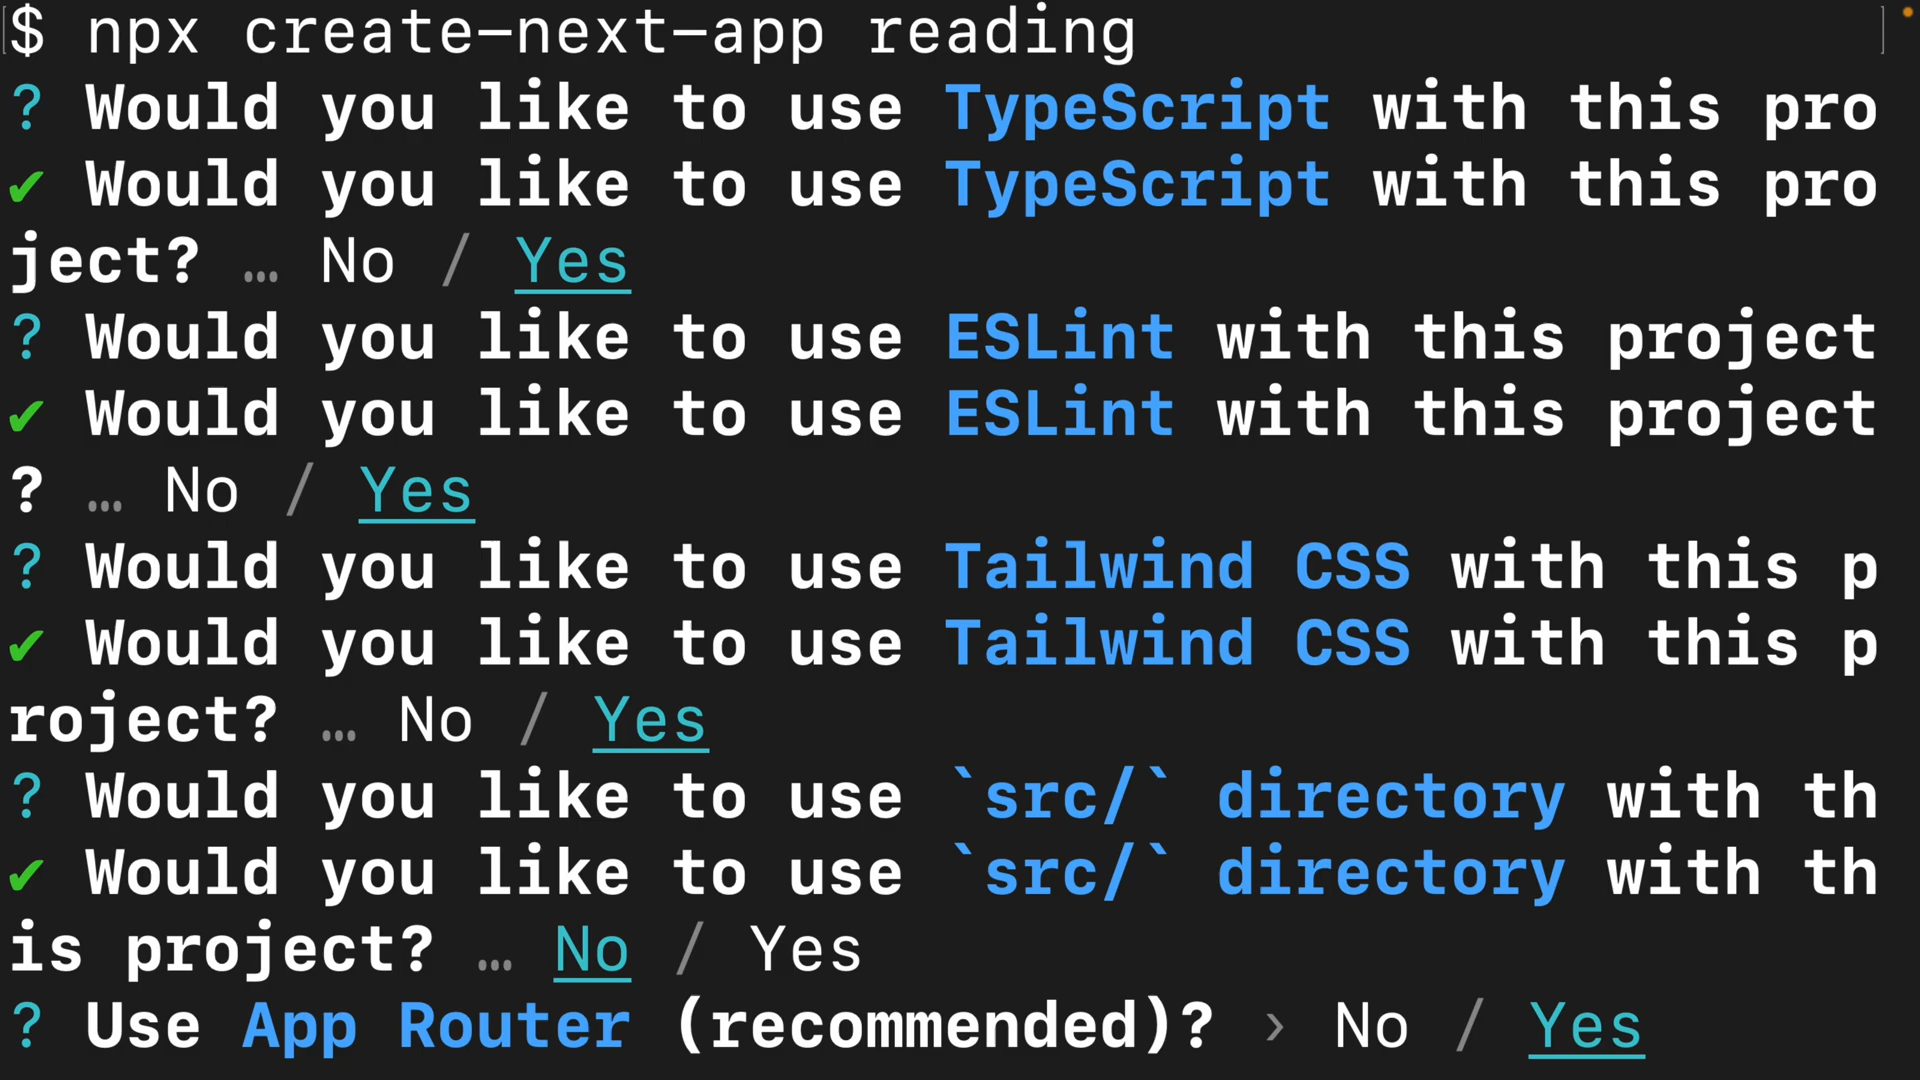 $ npx create-next-app reading
? Would you like to use TypeScript with this pro
✔ Would you like to use TypeScript with this pro
ject? … No / Yes
? Would you like to use ESLint with this project
✔ Would you like to use ESLint with this project
? … No / Yes
? Would you like to use Tailwind CSS with this p
✔ Would you like to use Tailwind CSS with this p
roject? … No / Yes
? Would you like to use `src/` directory with th
✔ Would you like to use `src/` directory with th
is project? … No / Yes
? Use App Router (recommended)? › No / Yes